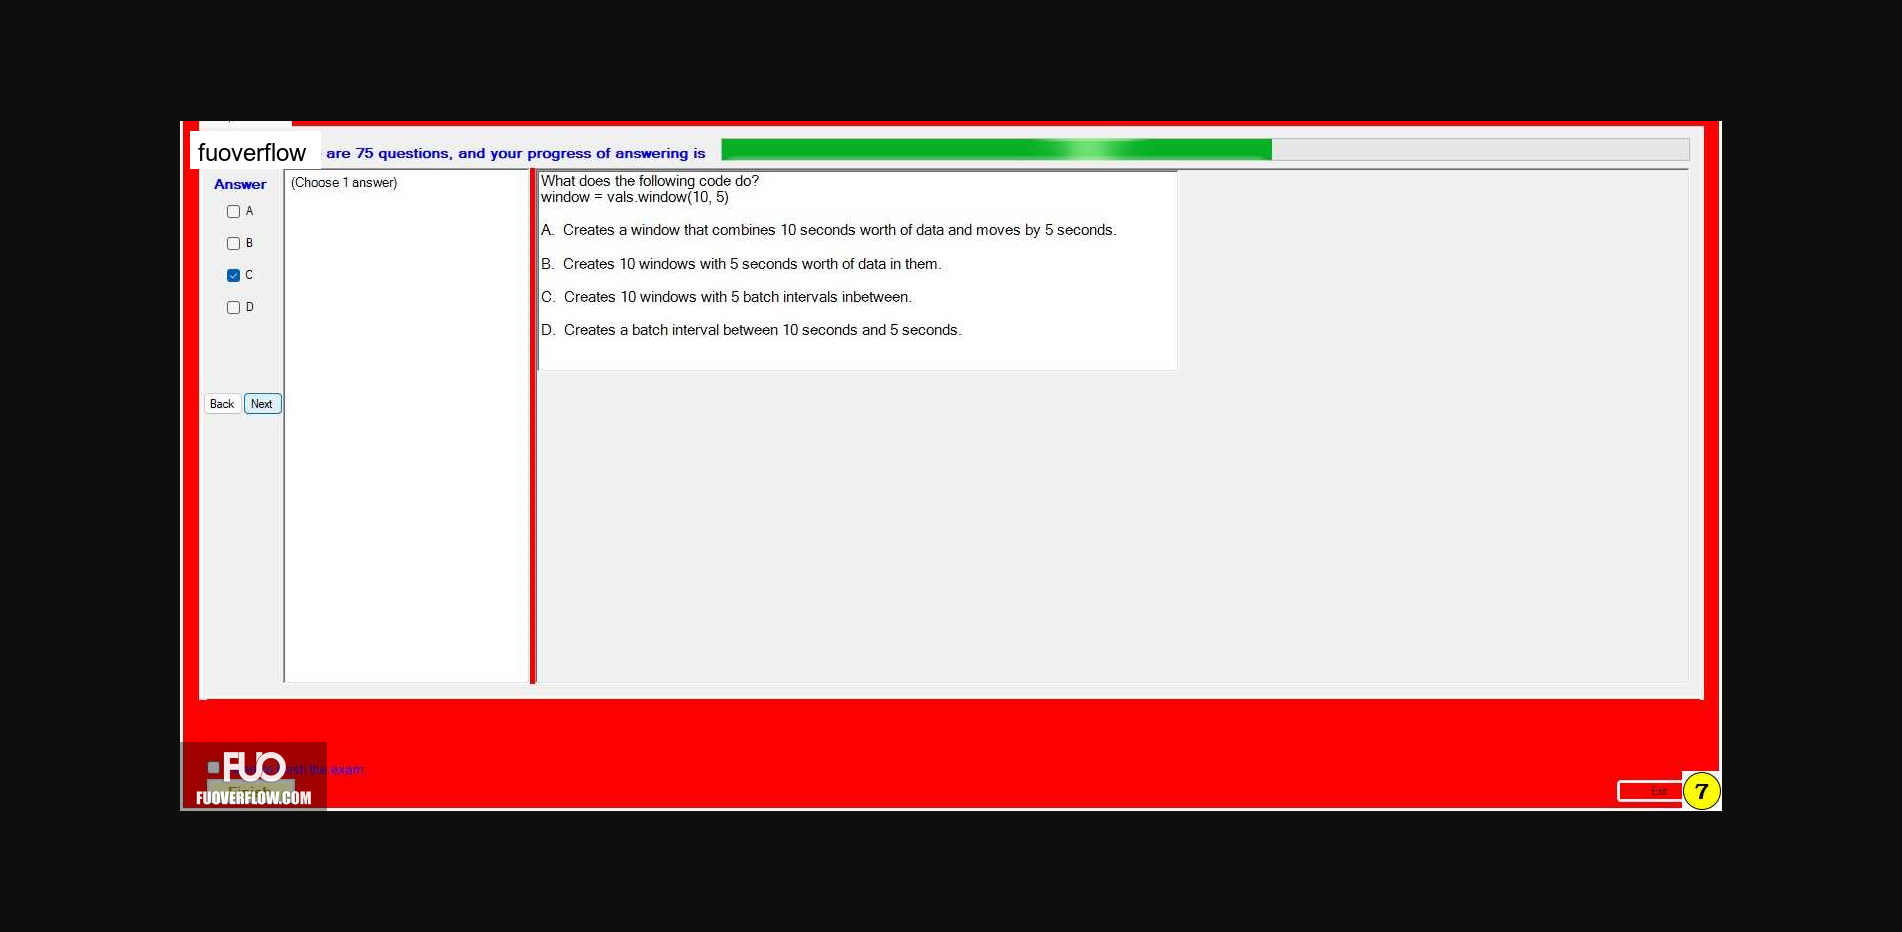 fuoverflow are 75 questions, and your progress of answering is
Answer
(Choose 1 answer)
A
B
C
D
Back Next
What does the following code do?
window = vals.window(10, 5)
A. Creates a window that combines 10 seconds worth of data and moves by 5 seconds.
B. Creates 10 windows with 5 seconds worth of data in them.
C. Creates 10 windows with 5 batch intervals inbetween.
D. Creates a batch interval between 10 seconds and 5 seconds.
FUO
the exam
Finish
FUOVERFLOW.COM
Exit
7